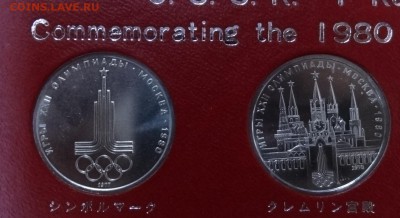 COINS.LAVE.RU
Commemorating the 1980
ИГРЫ XXII ОЛИМПИАДЫ • МОСКВА 1980
1977
ИГРЫ XXII ОЛИМПИАДЫ • МОСКВА • 1980
シンボルマーク
クレムリン宮殿